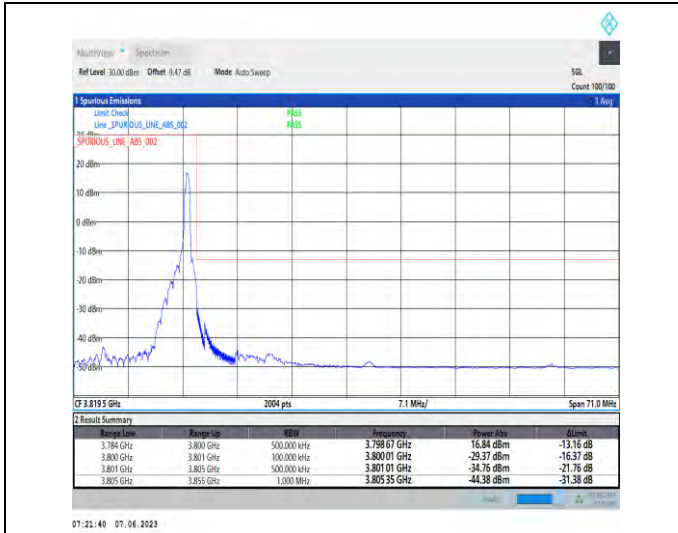 MultiView Spectrum
Ref Level 30.00 dBm Offset 9.47 dB Mode Auto Sweep SGL
Count 100/100
1 Spurious Emissions 1 Avg
Limit Check PASS
Line _SPURIOUS_LINE_ABS_002 PASS
_SPURIOUS_LINE_ABS_002
20 dBm
10 dBm
0 dBm
-10 dBm
-20 dBm
-30 dBm
-40 dBm
-50 dBm
CF 3.819 5 GHz 2004 pts 7.1 MHz/ Span 71.0 MHz
2 Result Summary
Range Low Range Up RBW Frequency Power Abs ΔLimit
3.784 GHz 3.800 GHz 500.000 kHz 3.798 67 GHz 16.84 dBm -13.16 dB
3.800 GHz 3.801 GHz 100.000 kHz 3.800 01 GHz -29.37 dBm -16.37 dB
3.801 GHz 3.805 GHz 500.000 kHz 3.801 01 GHz -34.76 dBm -21.76 dB
3.805 GHz 3.855 GHz 1.000 MHz 3.805 35 GHz -44.38 dBm -31.38 dB
07:21:40 07.06.2023